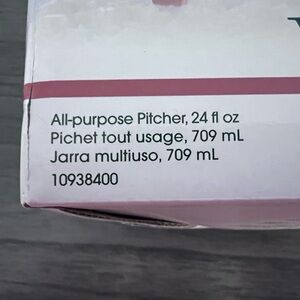 All-purpose Pitcher, 24 fl oz
Pichet tout usage, 709 mL
Jarra multiuso, 709 mL
10938400